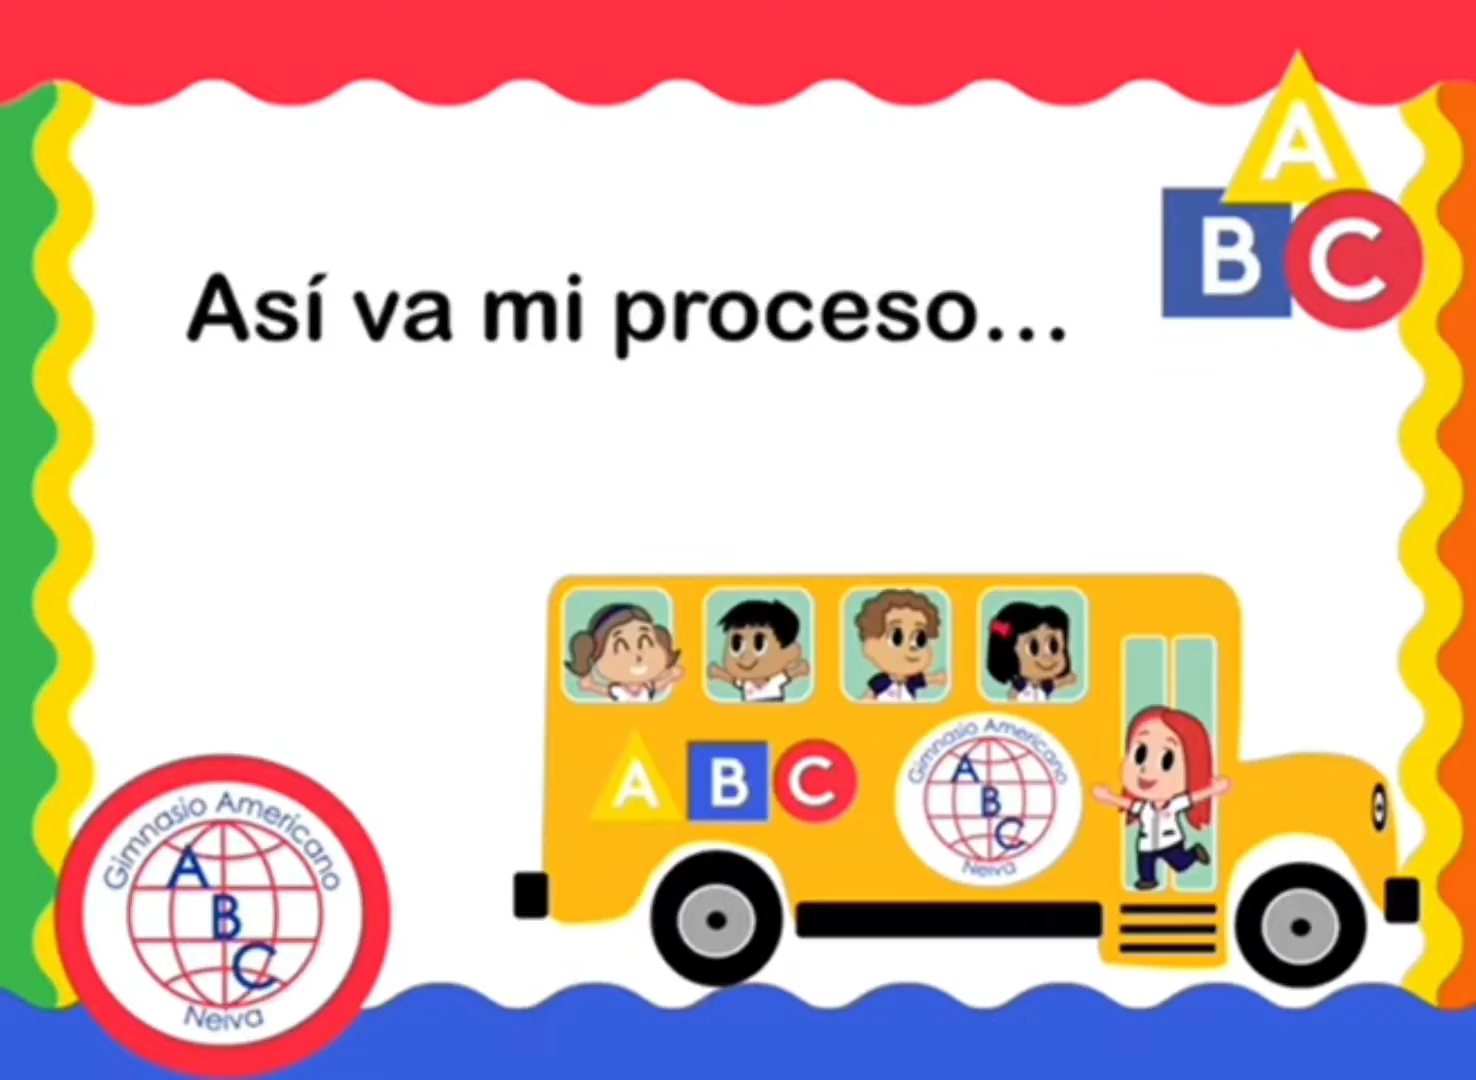 A
B C
Así va mi proceso...
A B C
Gimnasio Americano
A
B
C
Neiva
Gimnasio Americano
A
B
C
Neiva